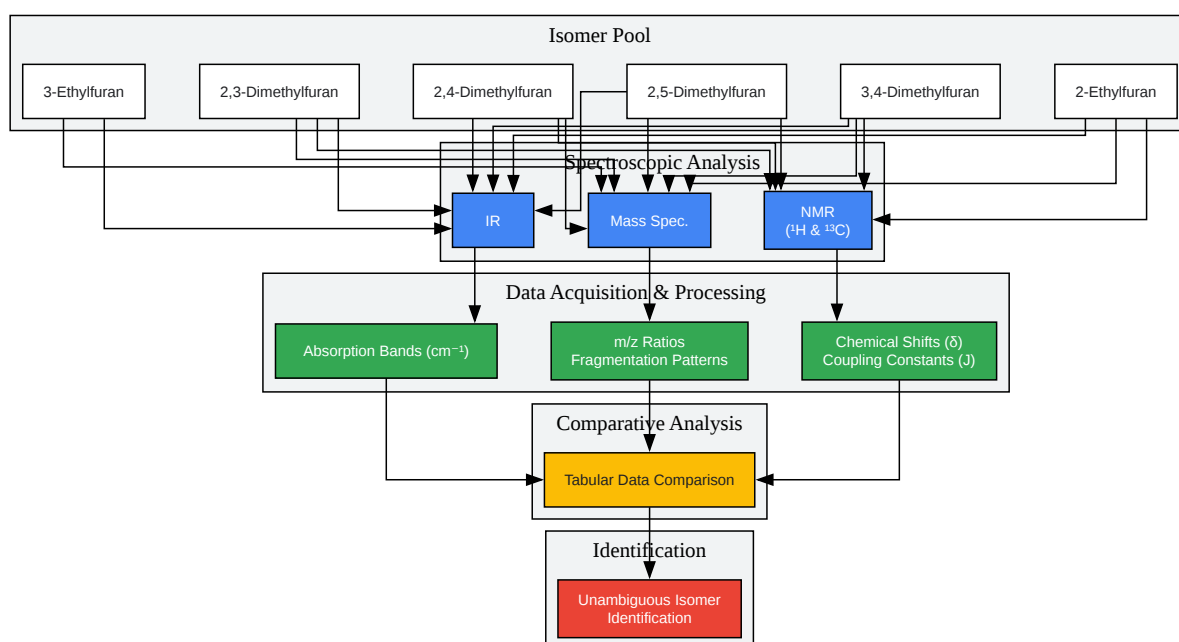 Isomer Pool
3-Ethylfuran
2,3-Dimethylfuran
2,4-Dimethylfuran
2,5-Dimethylfuran
3,4-Dimethylfuran
2-Ethylfuran
Spectroscopic Analysis
IR
Mass Spec.
NMR
(¹H & ¹³C)
Data Acquisition & Processing
Absorption Bands (cm⁻¹)
m/z Ratios
Fragmentation Patterns
Chemical Shifts (δ)
Coupling Constants (J)
Comparative Analysis
Tabular Data Comparison
Identification
Unambiguous Isomer
Identification